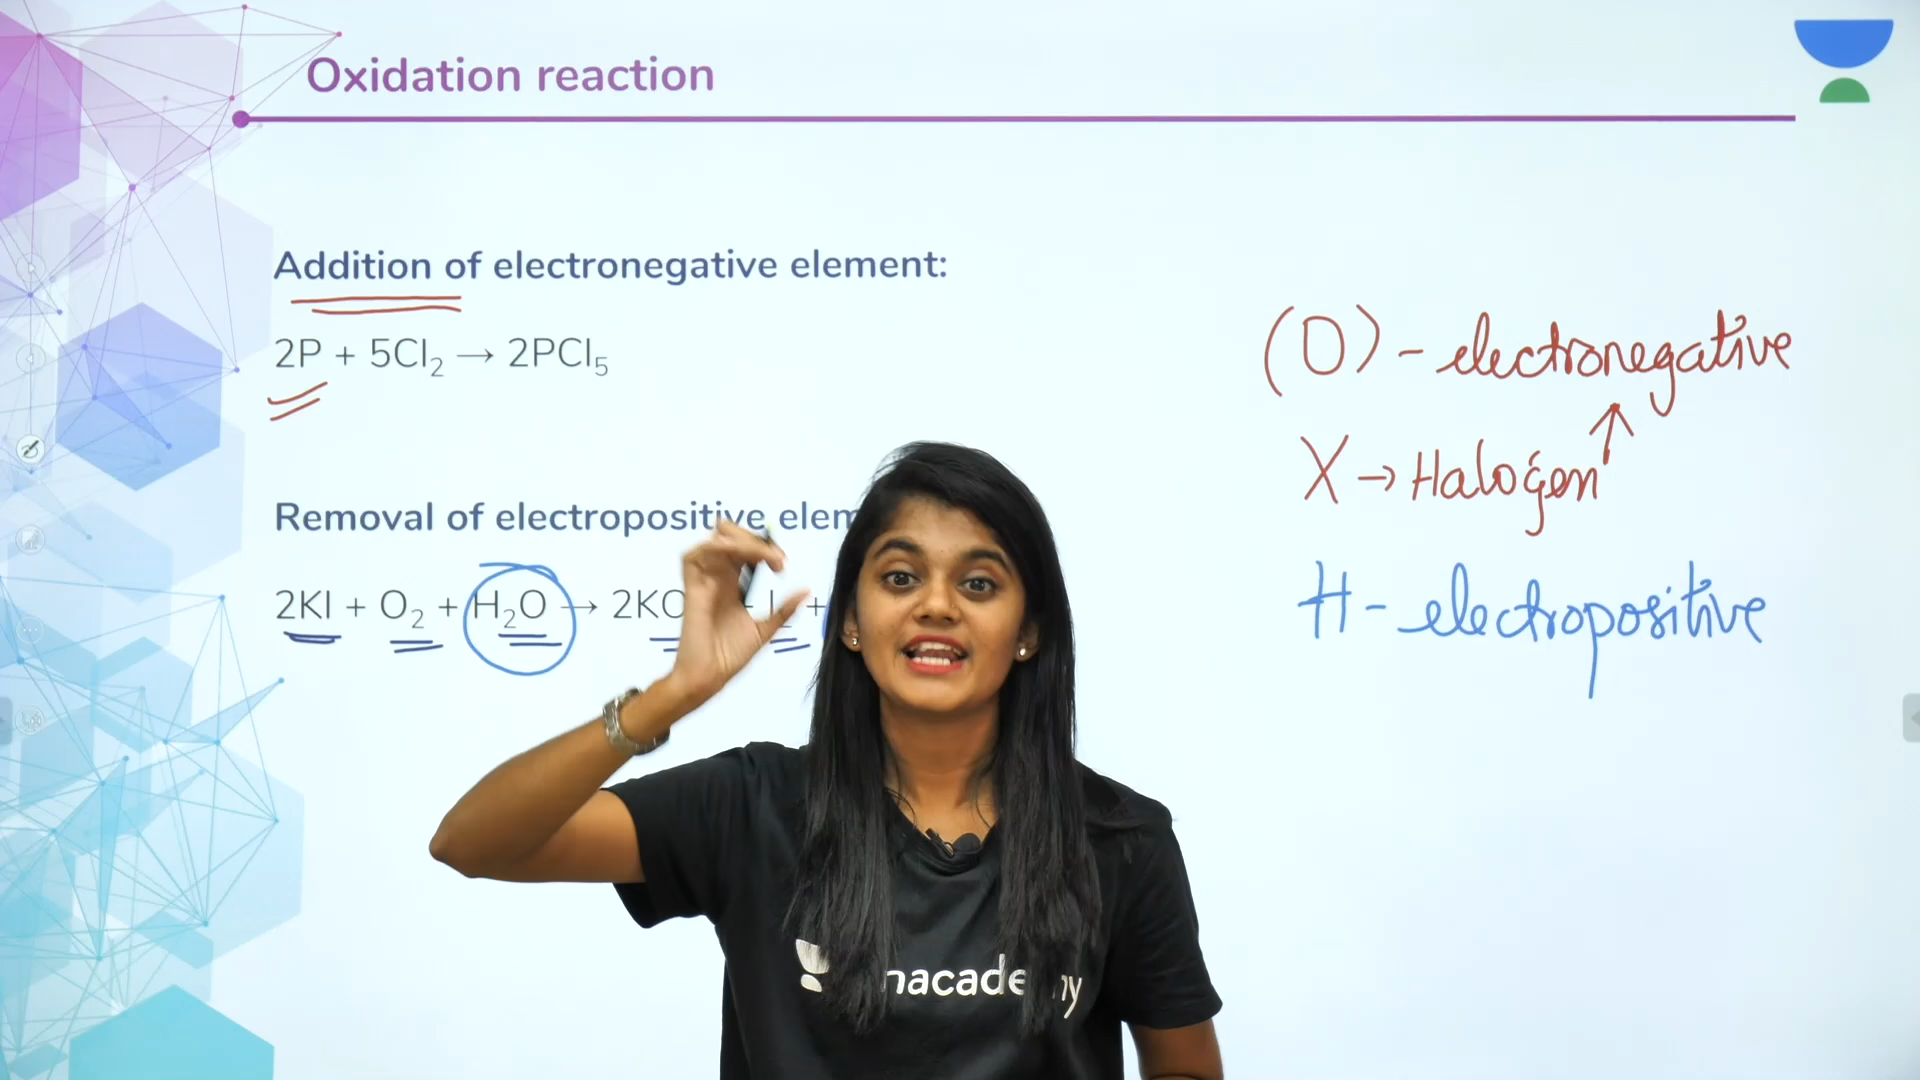 Oxidation reaction
Addition of electronegative element:
2P + 5Cl₂ → 2PCl₅
(O) - electronegative
X → Halogen
Removal of electropositive elem
2KI + O₂ + H₂O → 2KO
+
H - electropositive
nacade
ny